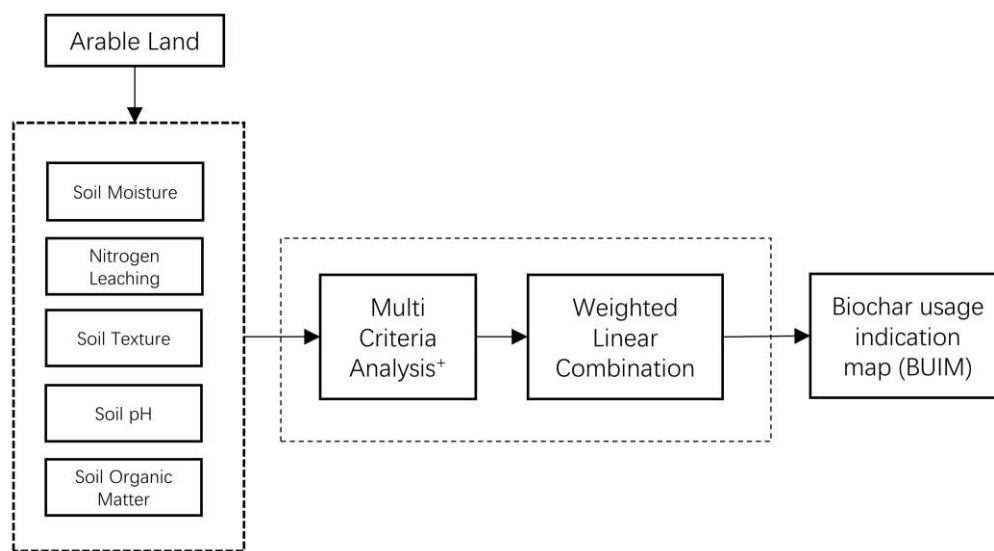 Arable Land
Soil Moisture
Nitrogen
Leaching
Soil Texture
Soil pH
Soil Organic
Matter
Multi
Criteria
Analysis⁺
Weighted
Linear
Combination
Biochar usage
indication
map (BUIM)